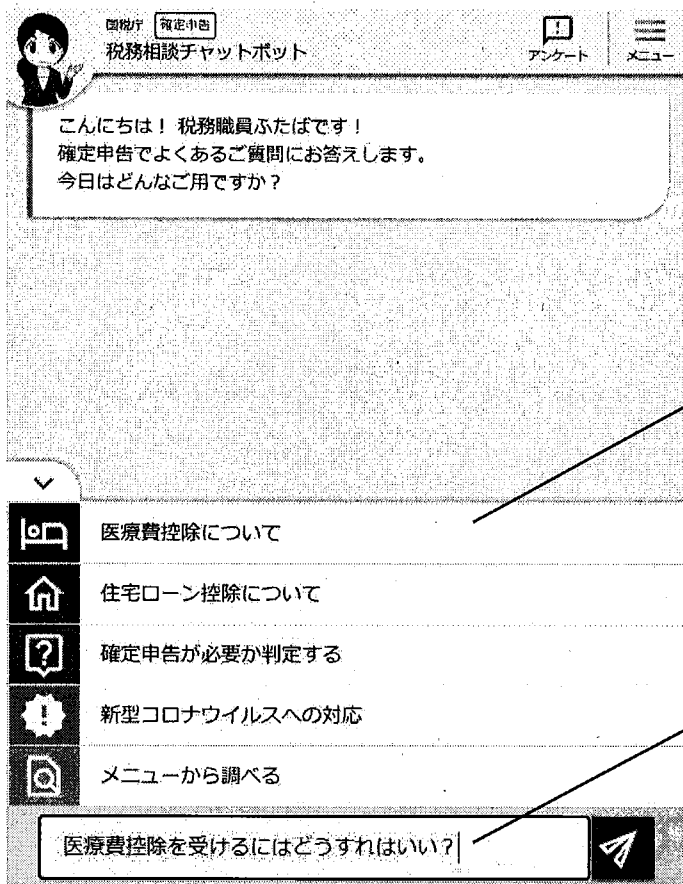 国税庁 確定申告
税務相談チャットボット
アンケート
メニュー
こんにちは！ 税務職員ふたばです！
確定申告でよくあるご質問にお答えします。
今日はどんなご用ですか？
医療費控除について
住宅ローン控除について
確定申告が必要か判定する
新型コロナウイルスへの対応
メニューから調べる
医療費控除を受けるにはどうすればいい？